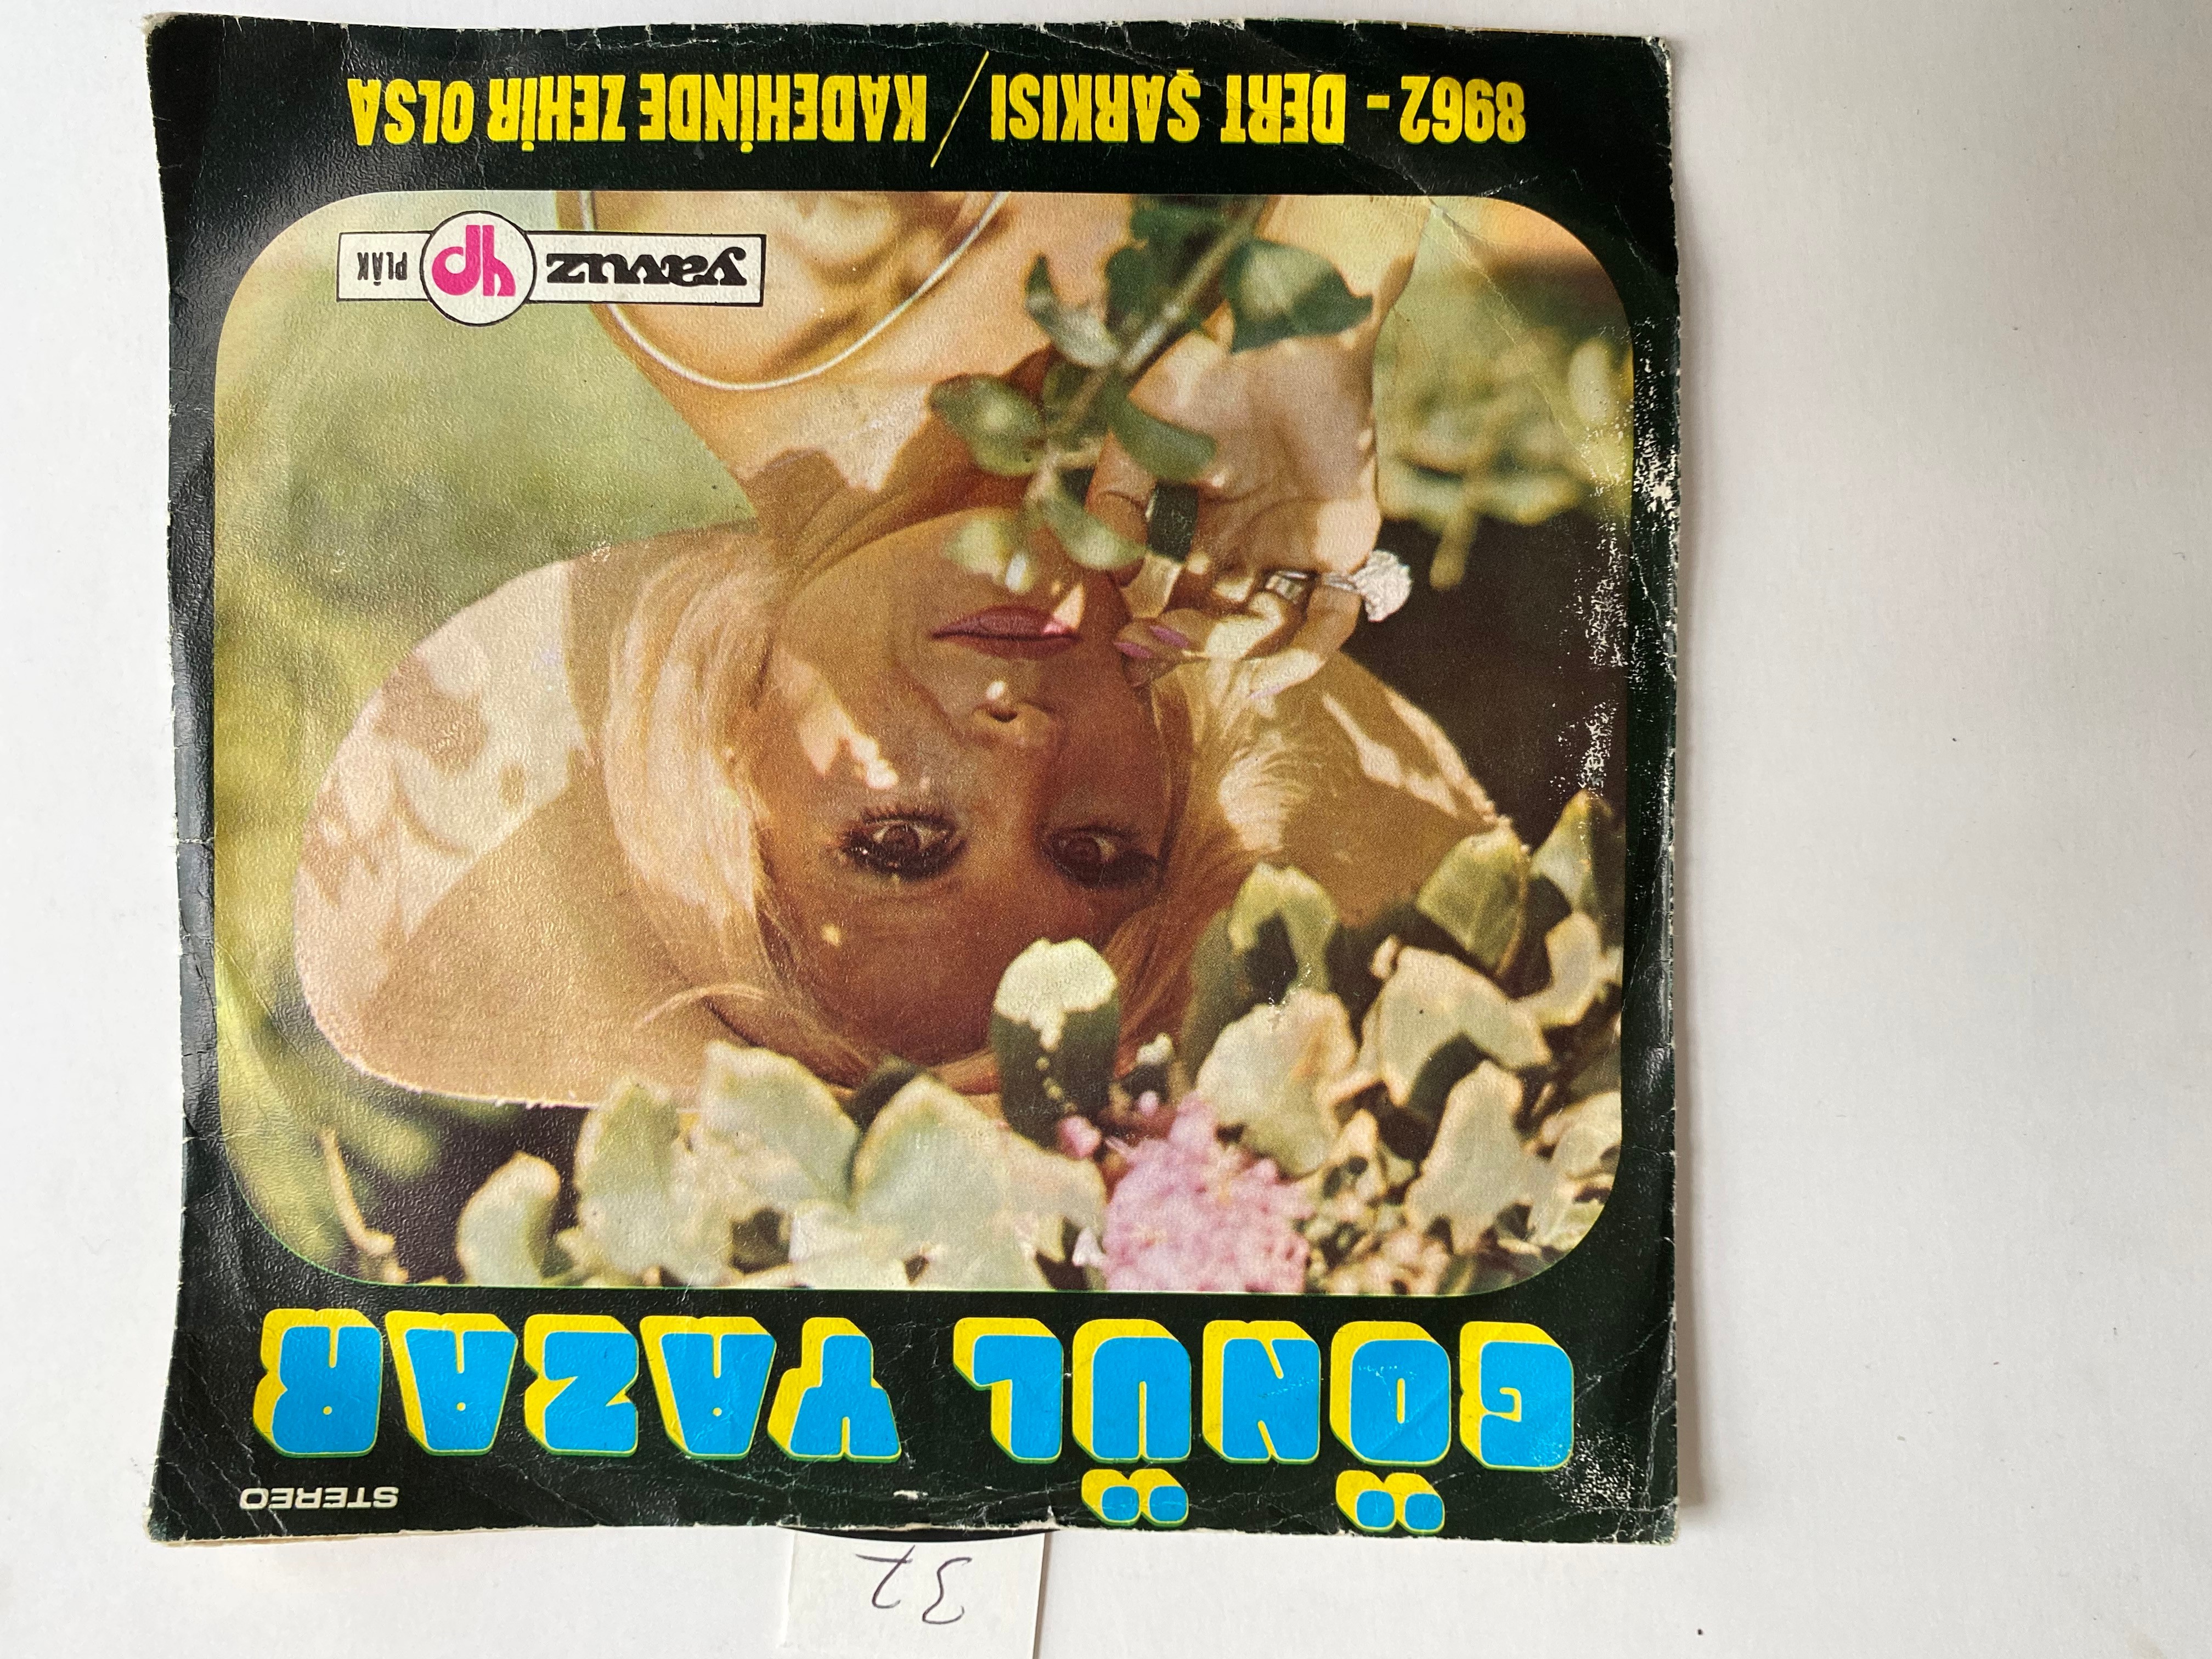 32
STEREO
GÖNÜL YAZAR
yavuz yp PLÂK
8962 - DERT ŞARKISI / KADEHİNDE ZEHİR OLSA